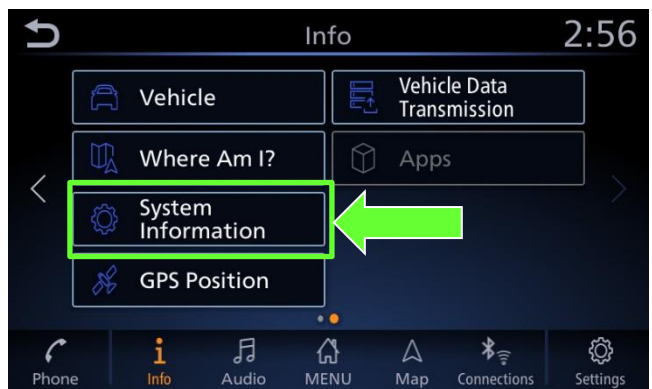 Info
2:56
Vehicle
Vehicle Data
Transmission
Where Am I?
Apps
System
Information
GPS Position
Phone
Info
Audio
MENU
Map
Connections
Settings